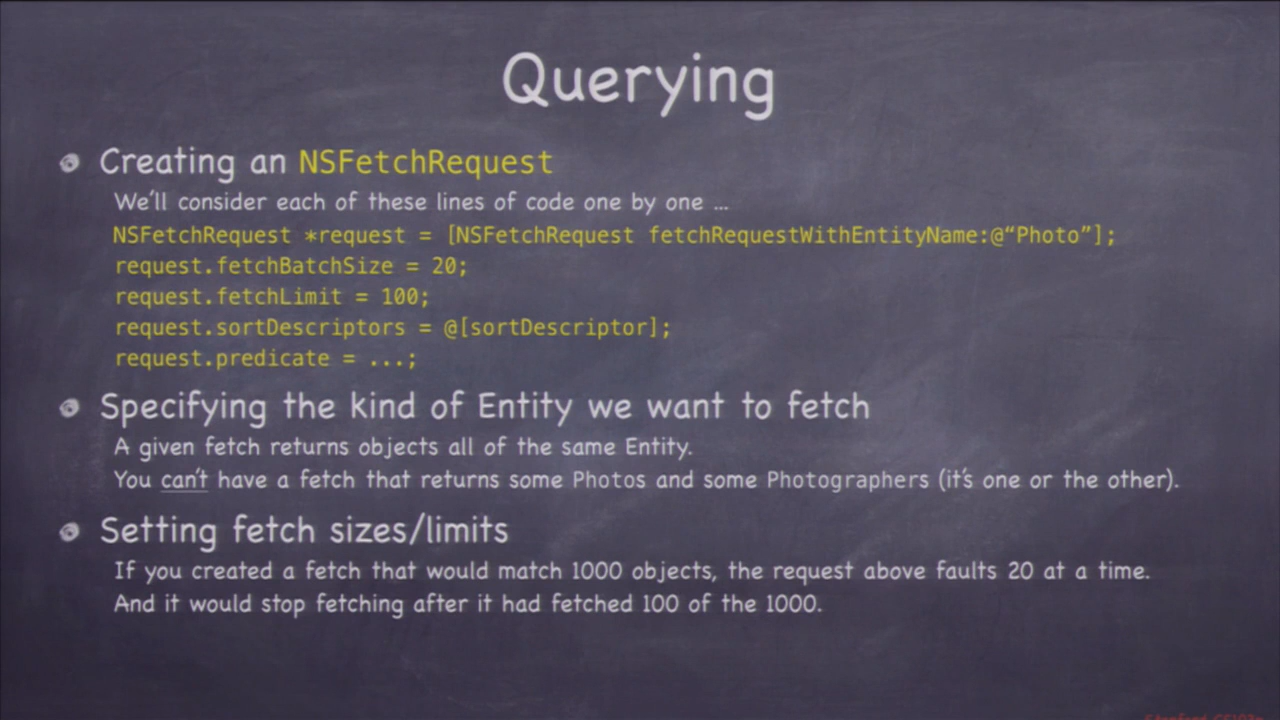 Querying
Creating an NSFetchRequest
We'll consider each of these lines of code one by one ...
NSFetchRequest *request = [NSFetchRequest fetchRequestWithEntityName:@“Photo”];
request.fetchBatchSize = 20;
request.fetchLimit = 100;
request.sortDescriptors = @[sortDescriptor];
request.predicate = ...;
Specifying the kind of Entity we want to fetch
A given fetch returns objects all of the same Entity.
You can't have a fetch that returns some Photos and some Photographers (it's one or the other).
Setting fetch sizes/limits
If you created a fetch that would match 1000 objects, the request above faults 20 at a time.
And it would stop fetching after it had fetched 100 of the 1000.